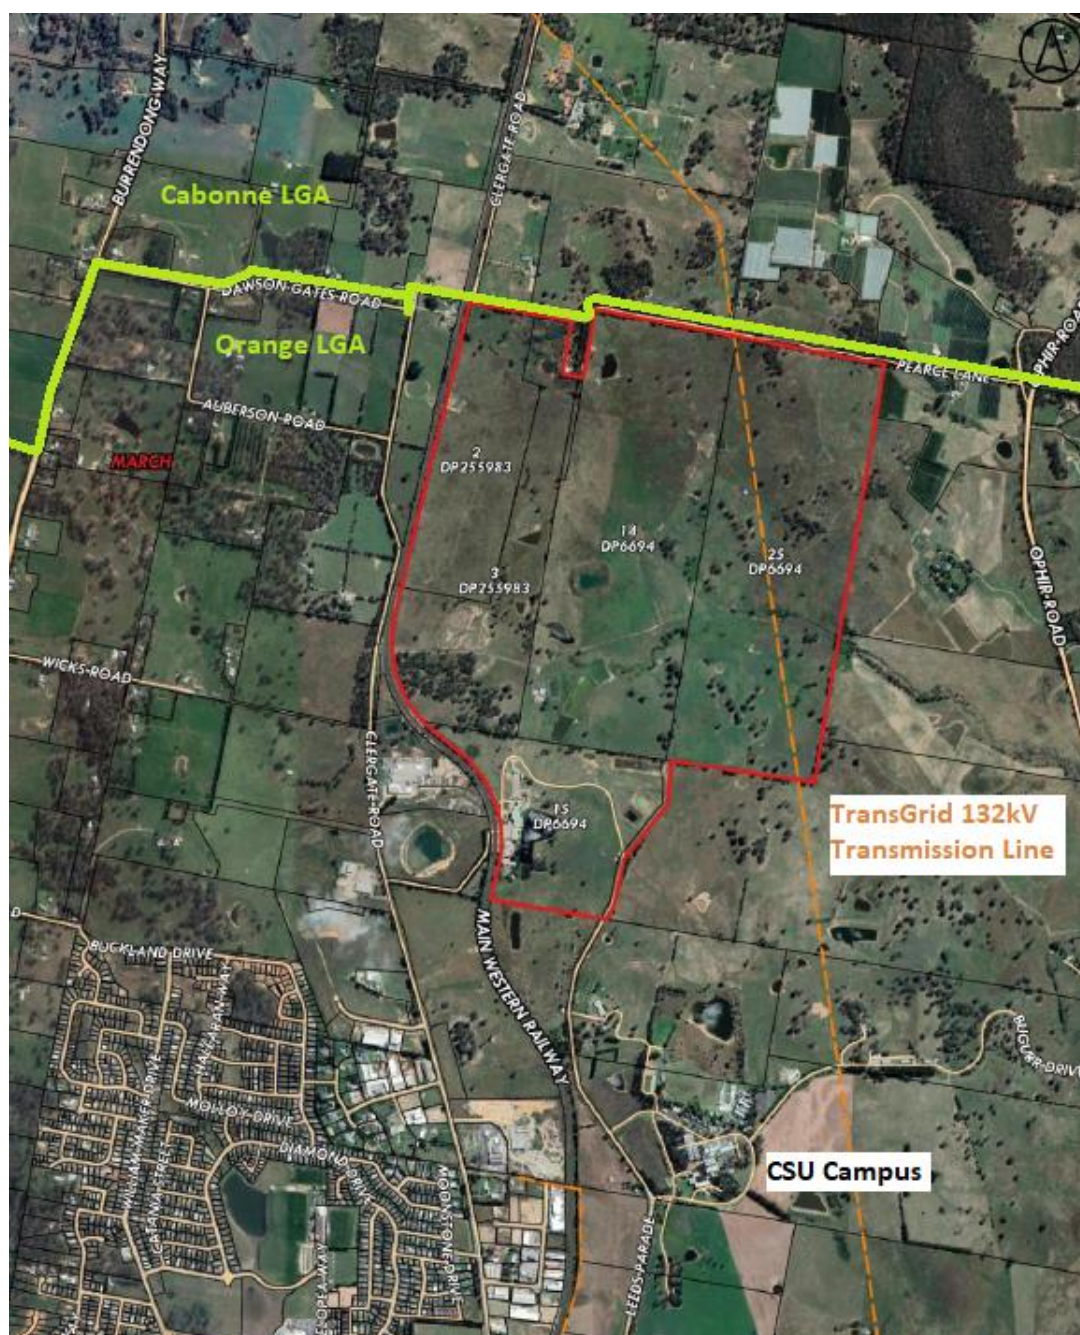 BURRENDONG WAY
CLERGATE ROAD
Cabonne LGA
DAWSON GATES ROAD
Orange LGA
PEARCE LANE
OPHIR ROAD
AUBERSON ROAD
MARCH
2
DP255983
14
DP6694
25
DP6694
3
DP255983
OPHIR ROAD
WICKS ROAD
CLERGATE ROAD
15
DP6694
TransGrid 132kV
Transmission Line
BUCKLAND DRIVE
MAIN WESTERN RAILWAY
MOLLOY DRIVE
DIAMOND DRIVE
CSU Campus
MOONSTONE DRIVE
LEEDS PARADE